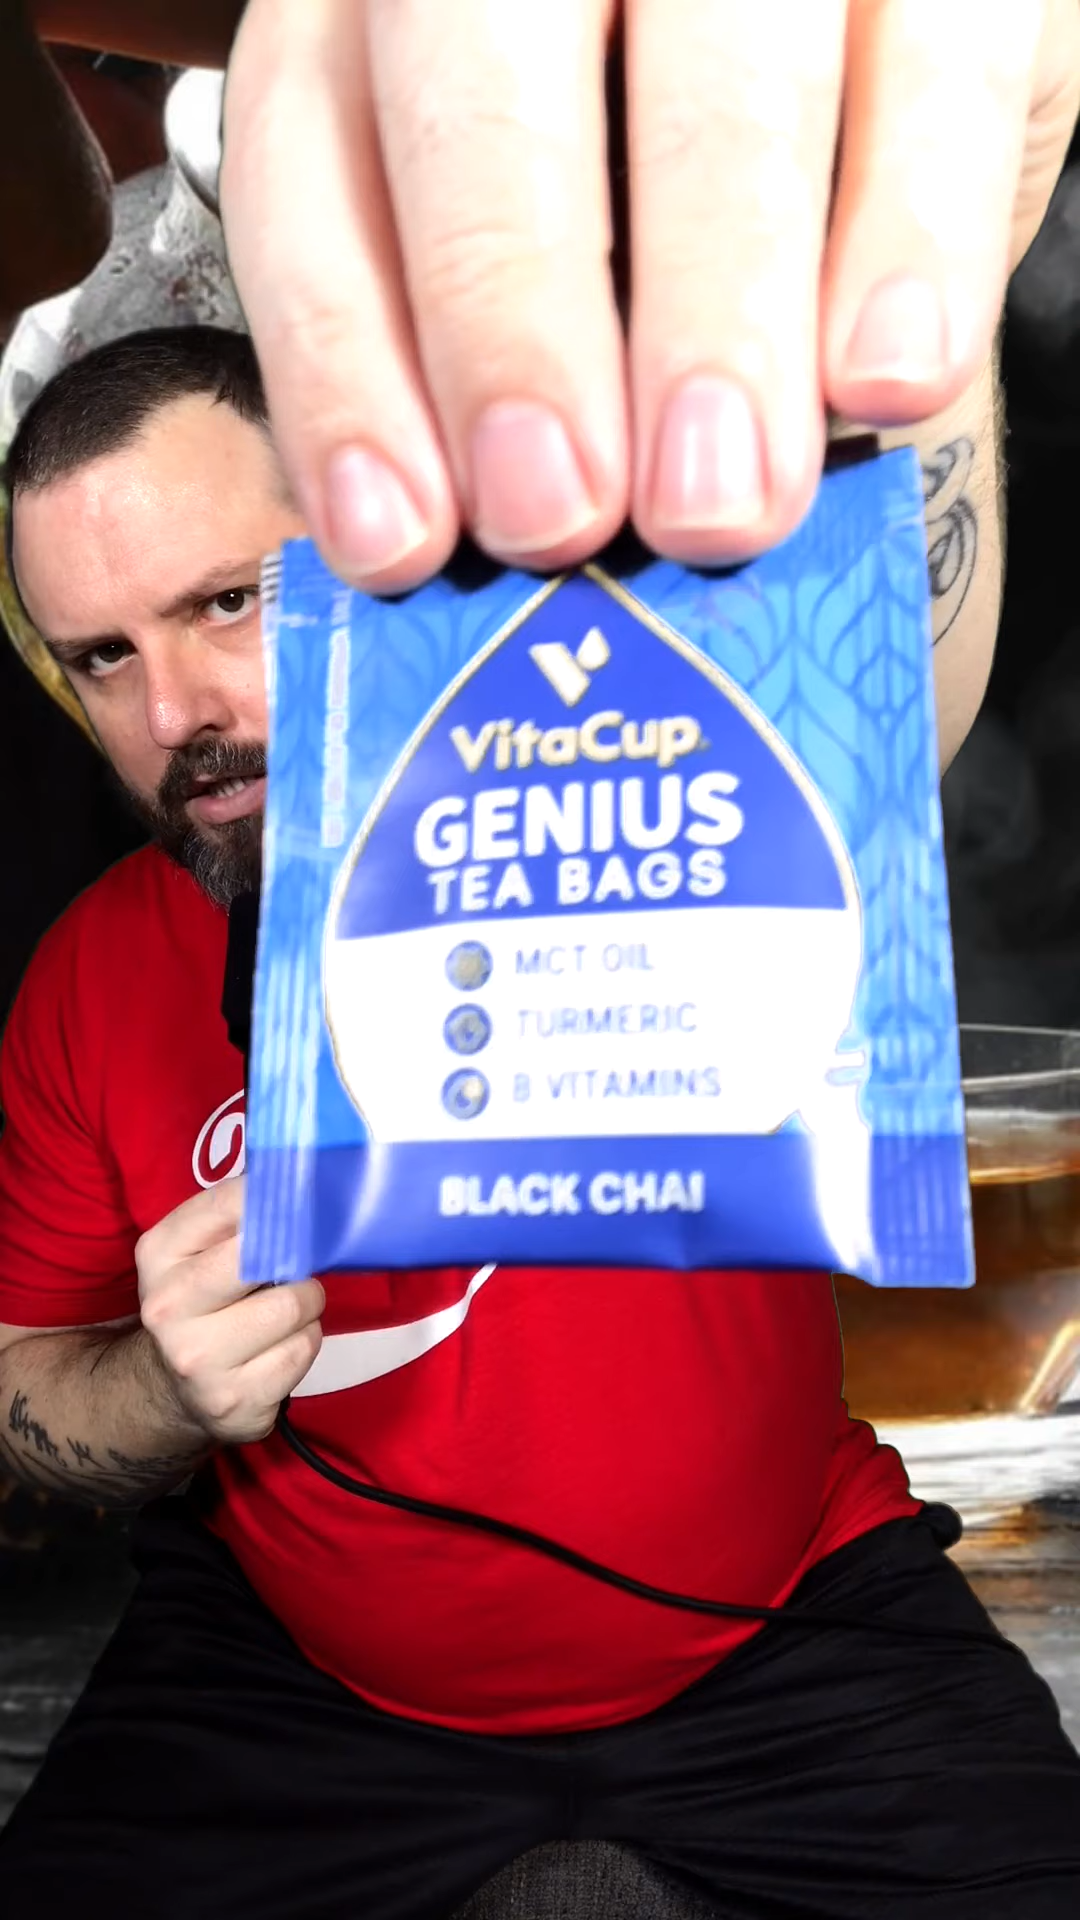 VitaCup
GENIUS
TEA BAGS
MCT OIL
TURMERIC
B VITAMINS
BLACK CHAI